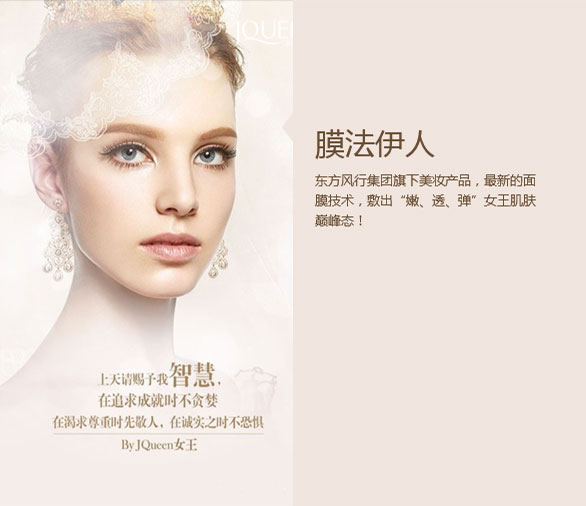 JQUEEN
上天请赐予我智慧，
在追求成就时不贪婪
在渴求尊重时先敬人，在诚实之时不恐惧
By JQueen女王
膜法伊人
东方风行集团旗下美妆产品，最新的面
膜技术，敷出“嫩、透、弹”女王肌肤
巅峰态！